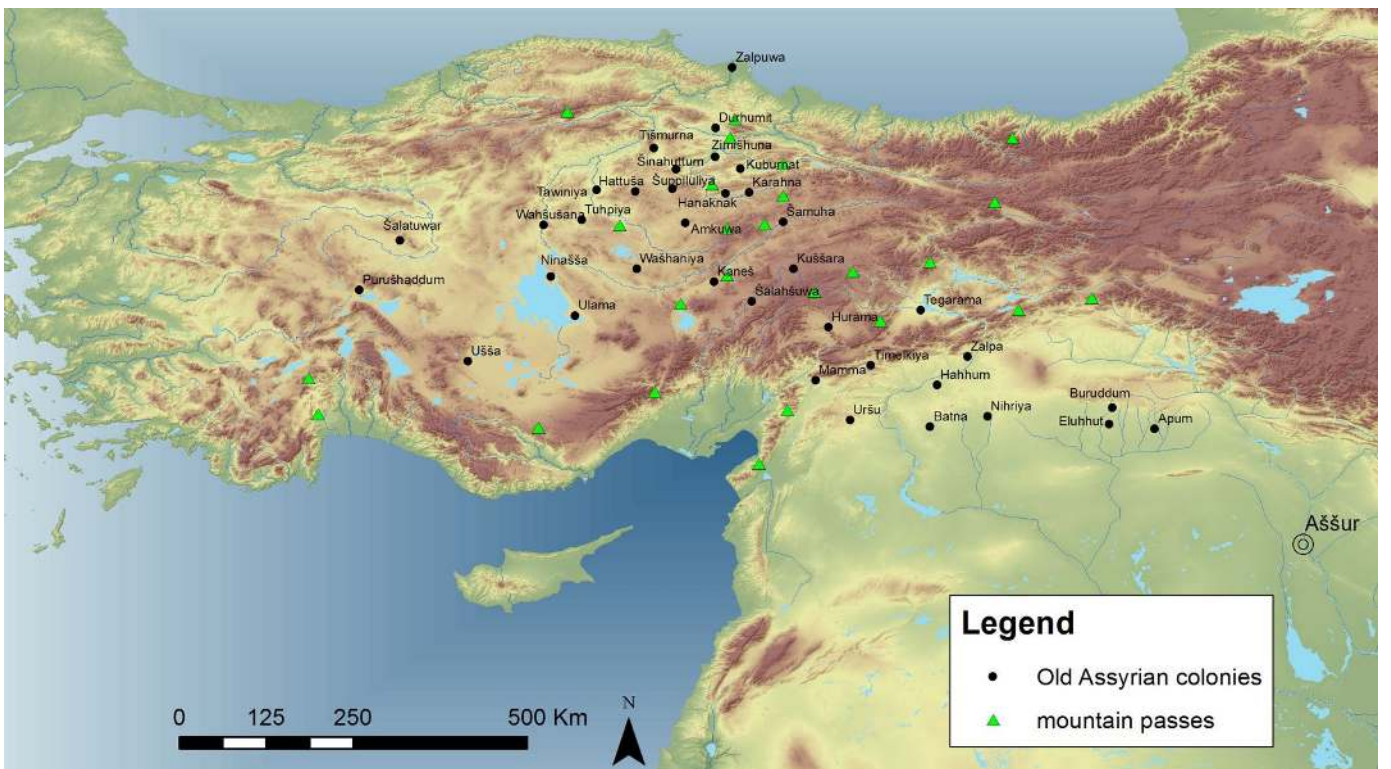 Zalpuwa
Durhumit
Tišmurna
Zimišhuna
Šinahuttum
Kuburnat
Hattuša
Šuppiluliya
Karahna
Tawiniya
Hanaknak
Wahšušana
Tuhpiya
Šamuha
Amkuwa
Šalatuwar
Wašhaniya
Kuššara
Ninašša
Kaneš
Purušhaddum
Šalahšuwa
Tegarama
Ulama
Hurama
Ušša
Zalpa
Timelkiya
Mamma
Hahhum
Buruddum
Uršu
Nihriya
Batna
Eluhhut
Apum
Aššur
Legend
Old Assyrian colonies
mountain passes
0 125 250 500 Km
N